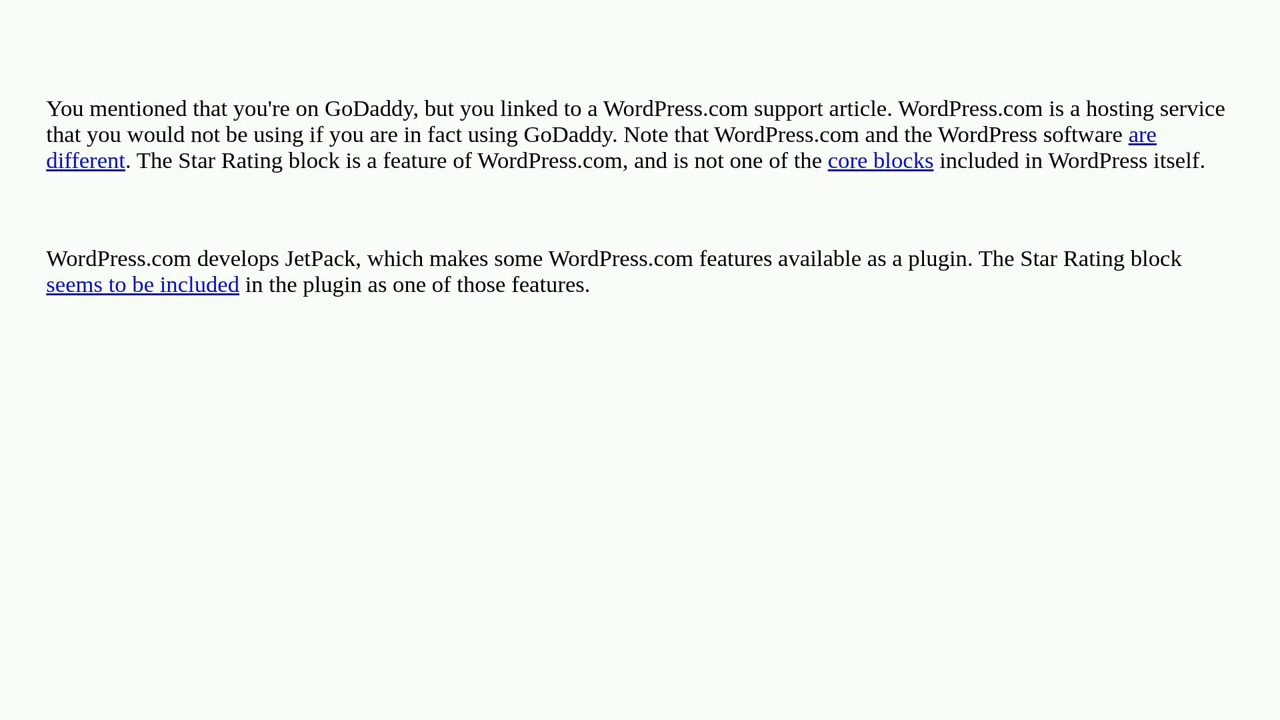 You mentioned that you're on GoDaddy, but you linked to a WordPress.com support article. WordPress.com is a hosting service
that you would not be using if you are in fact using GoDaddy. Note that WordPress.com and the WordPress software are
different. The Star Rating block is a feature of WordPress.com, and is not one of the core blocks included in WordPress itself.
WordPress.com develops JetPack, which makes some WordPress.com features available as a plugin. The Star Rating block
seems to be included in the plugin as one of those features.